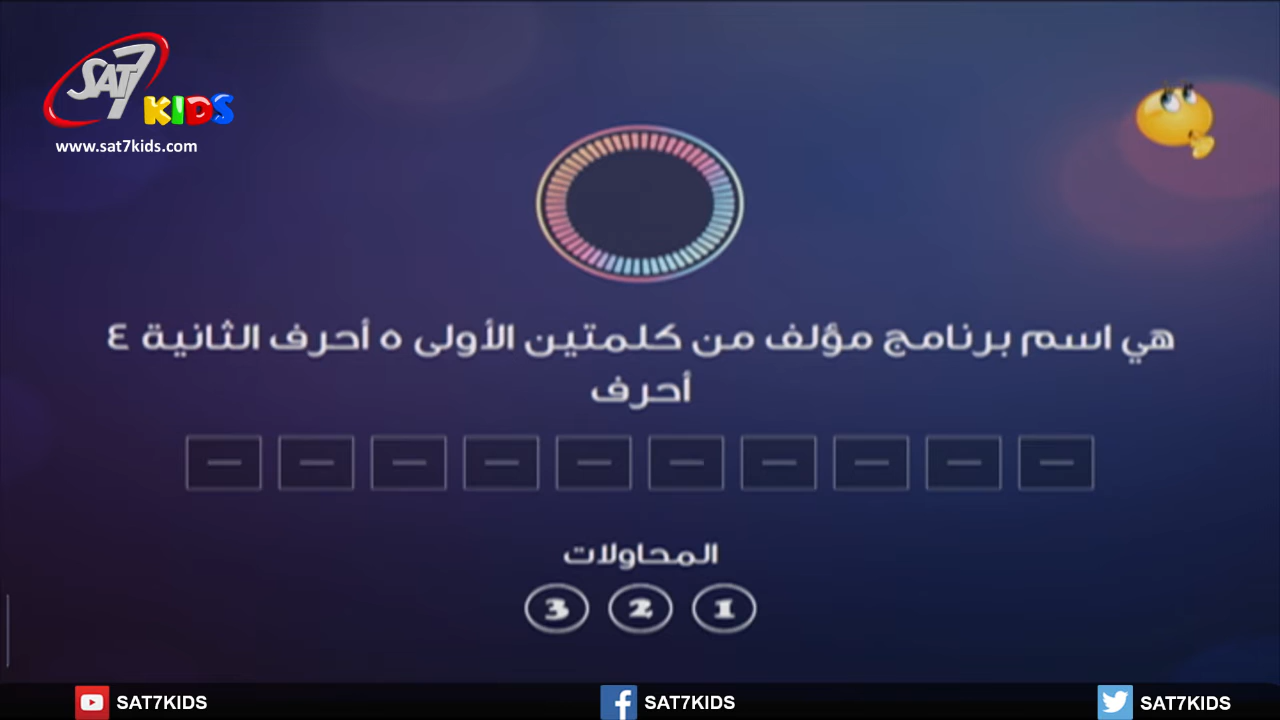 SAT7
KIDS
www.sat7kids.com
هي اسم برنامج مؤلف من كلمتين الأولى ٥ أحرف الثانية ٤
أحرف
المحاولات
1 2 3
SAT7KIDS SAT7KIDS SAT7KIDS